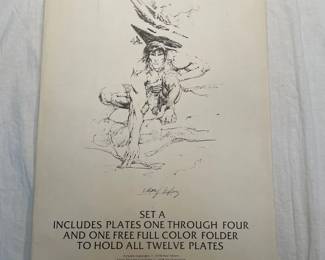 SET A
INCLUDES PLATES ONE THROUGH FOUR
AND ONE FREE FULL COLOR FOLDER
TO HOLD ALL TWELVE PLATES